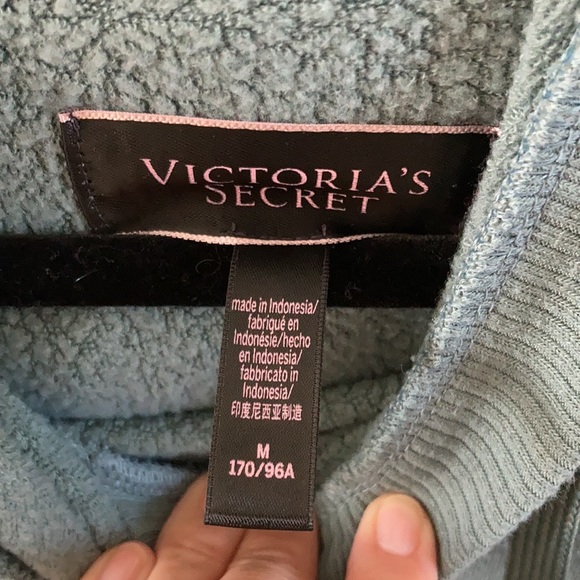 VICTORIA'S
SECRET
made in Indonesia/
fabriqué en
Indonésie/hecho
en Indonesia/
fabbricato in
Indonesia/
印度尼西亚制造
M
170/96A